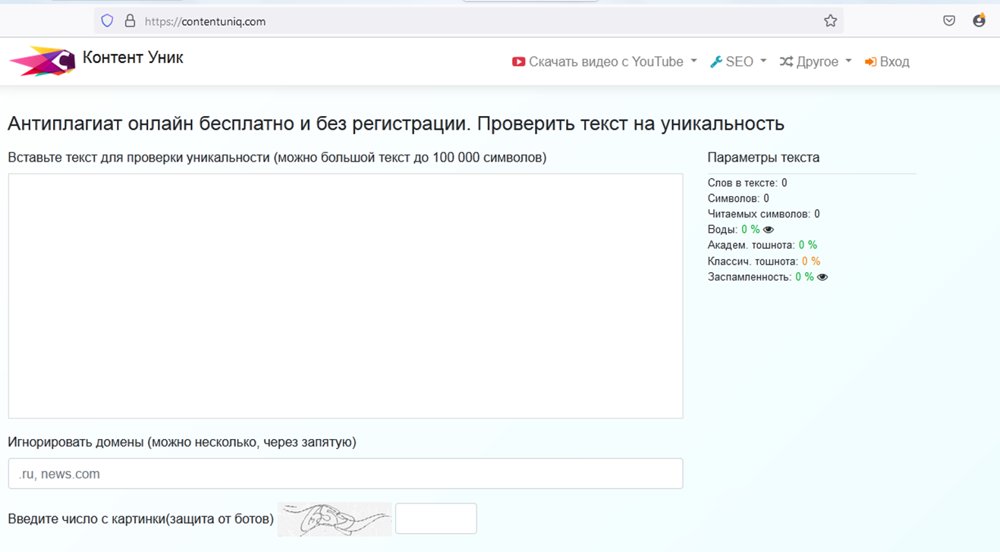 https://contentuniq.com
Контент Уник
Скачать видео с YouTube SEO Другое Вход
Антиплагиат онлайн бесплатно и без регистрации. Проверить текст на уникальность
Вставьте текст для проверки уникальности (можно большой текст до 100 000 символов)
Параметры текста
Слов в тексте: 0
Символов: 0
Читаемых символов: 0
Воды: 0 %
Академ. тошнота: 0 %
Классич. тошнота: 0 %
Заспамленность: 0 %
Игнорировать домены (можно несколько, через запятую)
.ru, news.com
Введите число с картинки(защита от ботов)